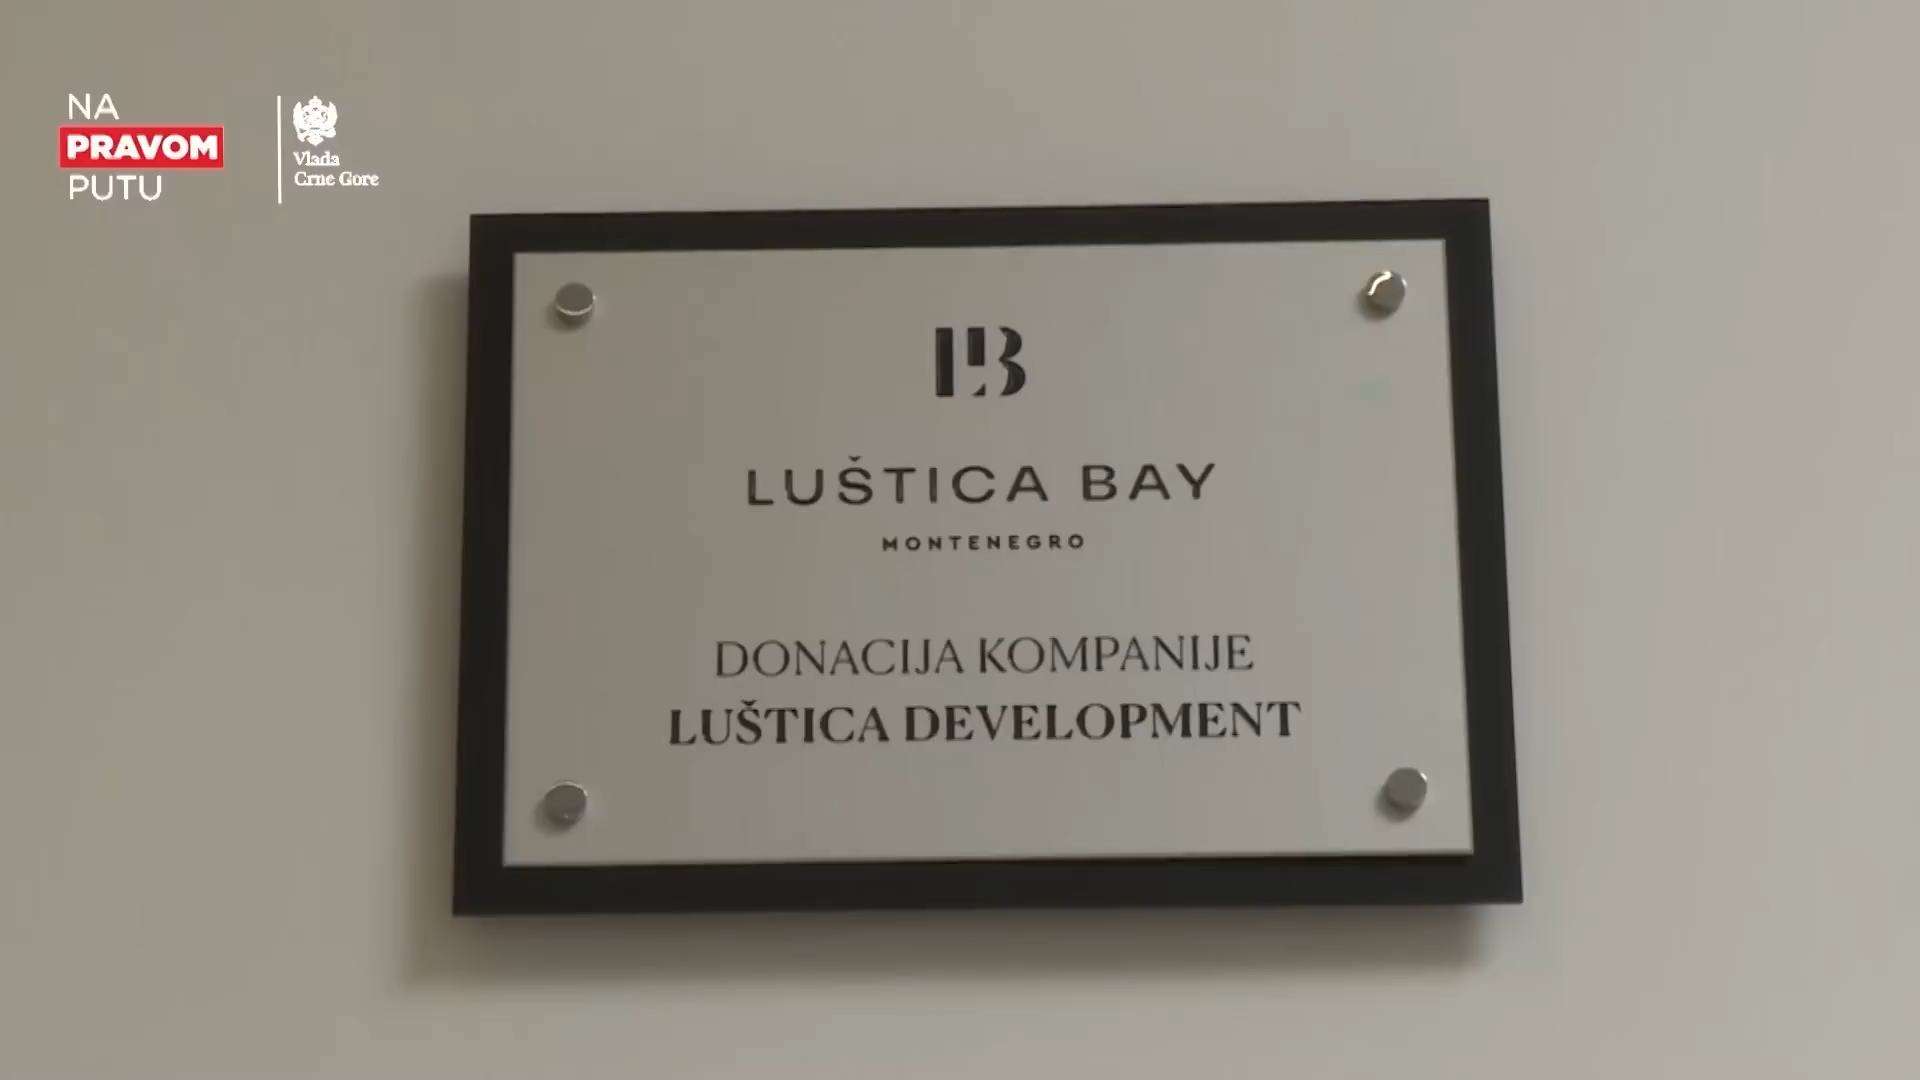 NA
PRAVOM
PUTU
Vlada
Crne Gore
LB
LUŠTICA BAY
MONTENEGRO
DONACIJA KOMPANIJE
LUŠTICA DEVELOPMENT